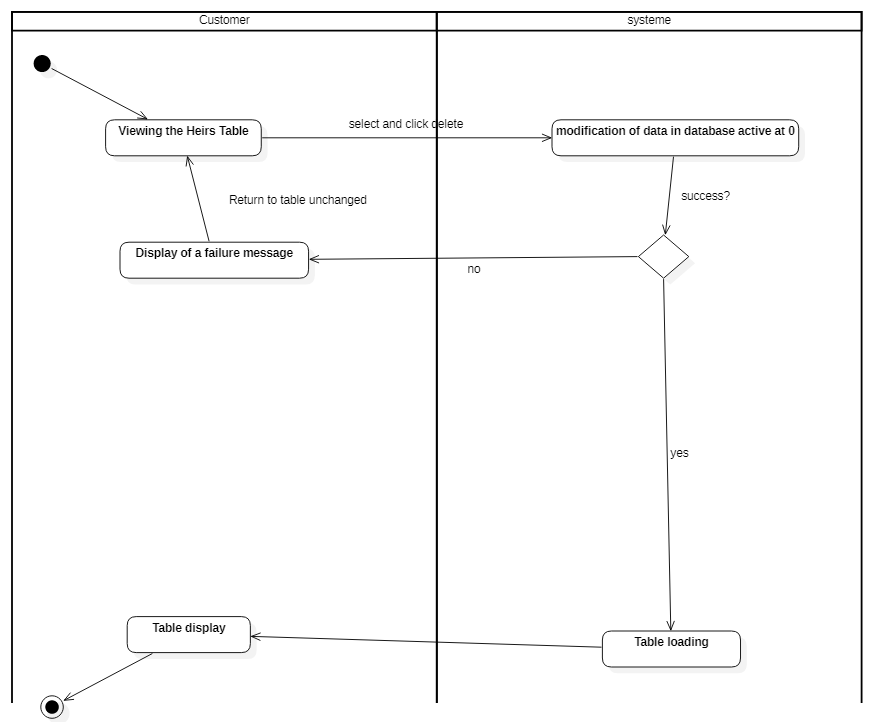 Customer
systeme
Viewing the Heirs Table
select and click delete
modification of data in database active at 0
success?
Return to table unchanged
Display of a failure message
no
yes
Table display
Table loading